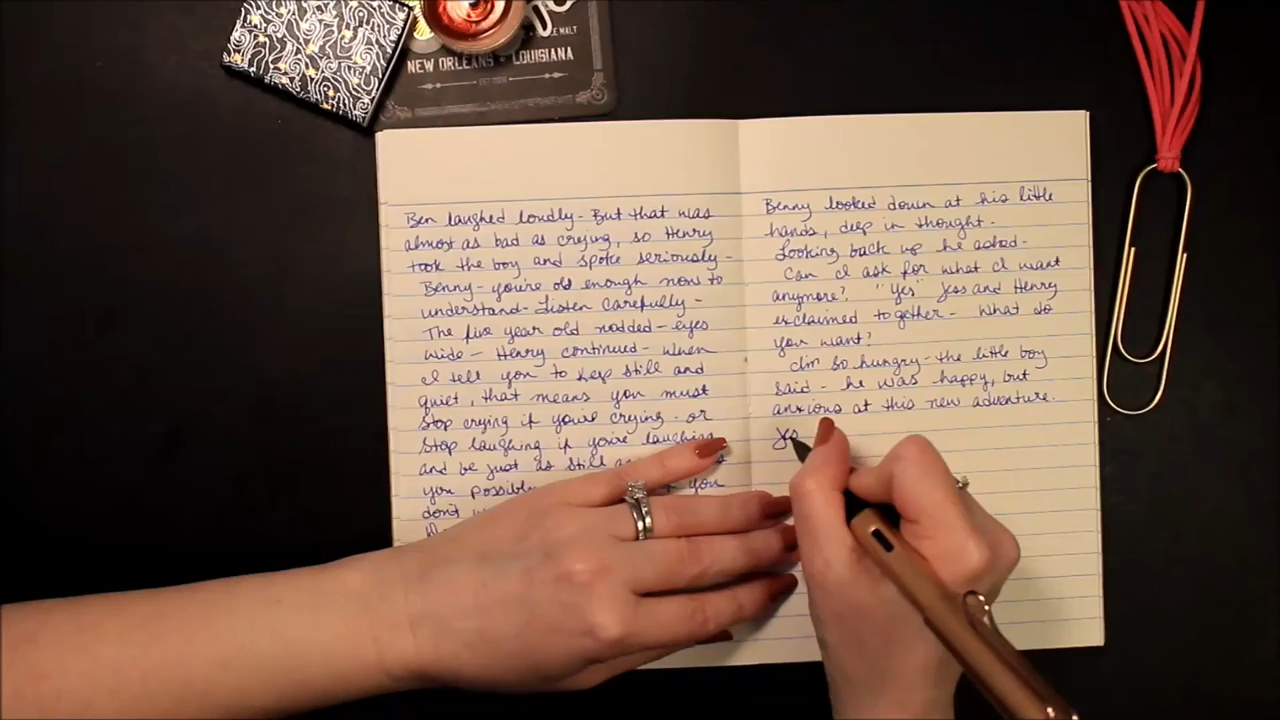 LE MALT
NEW ORLEANS LOUISIANA
Ben laughed loudly - But that was
almost as bad as crying, so Henry
took the boy and spoke seriously -
Benny - you're old enough now to
understand - Listen carefully -
The five year old nodded - eyes
wide - Henry continued - When
I tell you to keep still and
quiet, that means you must
stop crying if you're crying - or
stop laughing if you're laughing
and be just as still as
you possibly you
don't
Benny looked down at his little
hands, deep in thought -
Looking back up he asked -
Can I ask for what I want
anymore? "Yes" Jess and Henry
exclaimed together - What do
you want?
I'm so hungry - the little boy
said - he was happy, but
anxious at this new adventure.
Jes